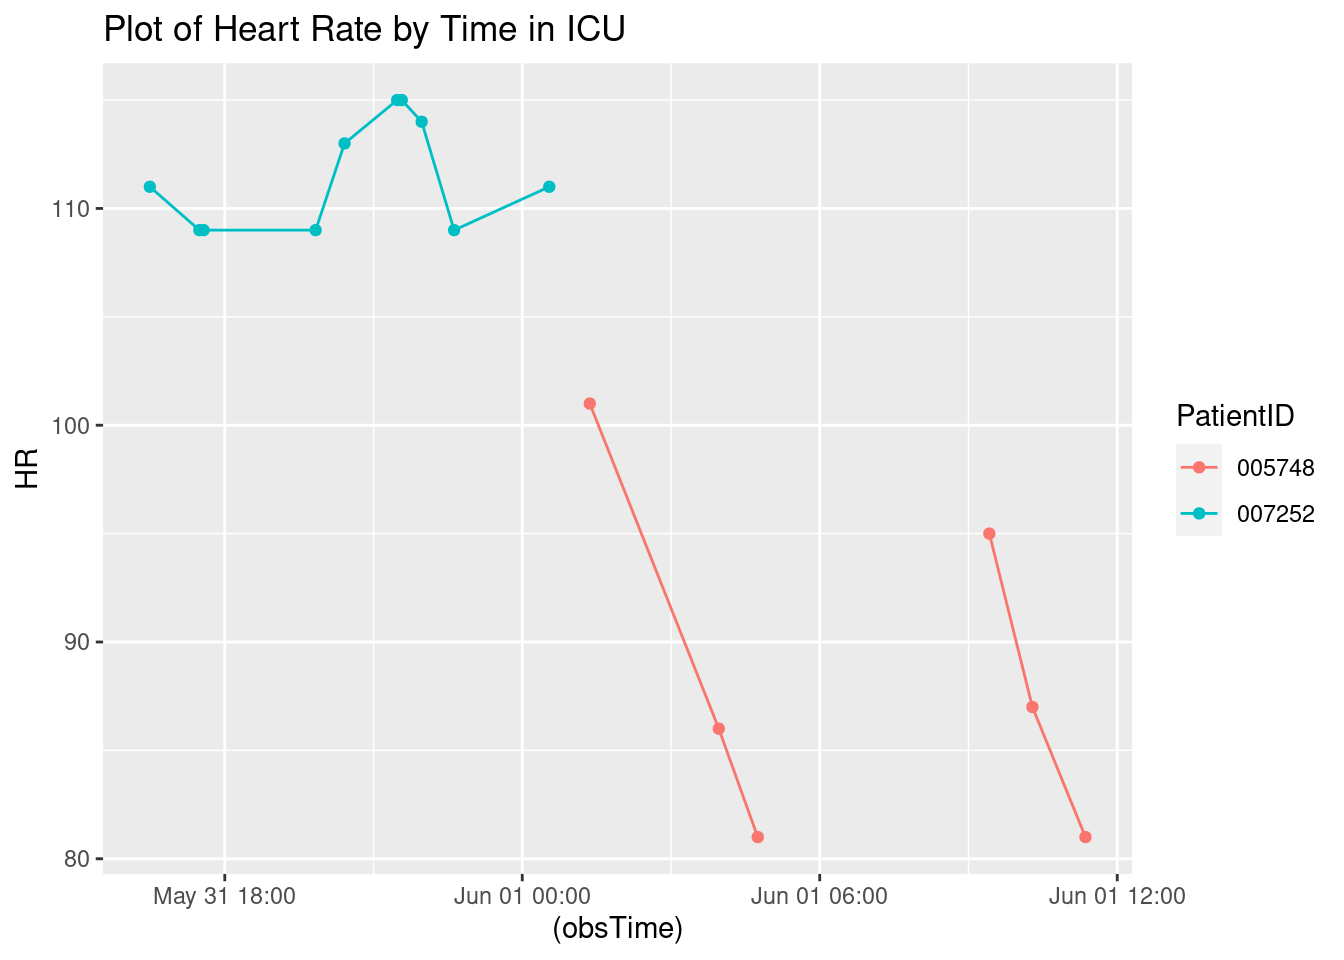 Plot of Heart Rate by Time in ICU
110
100
90
80
HR
May 31 18:00
Jun 01 00:00
Jun 01 06:00
Jun 01 12:00
(obsTime)
PatientID
005748
007252